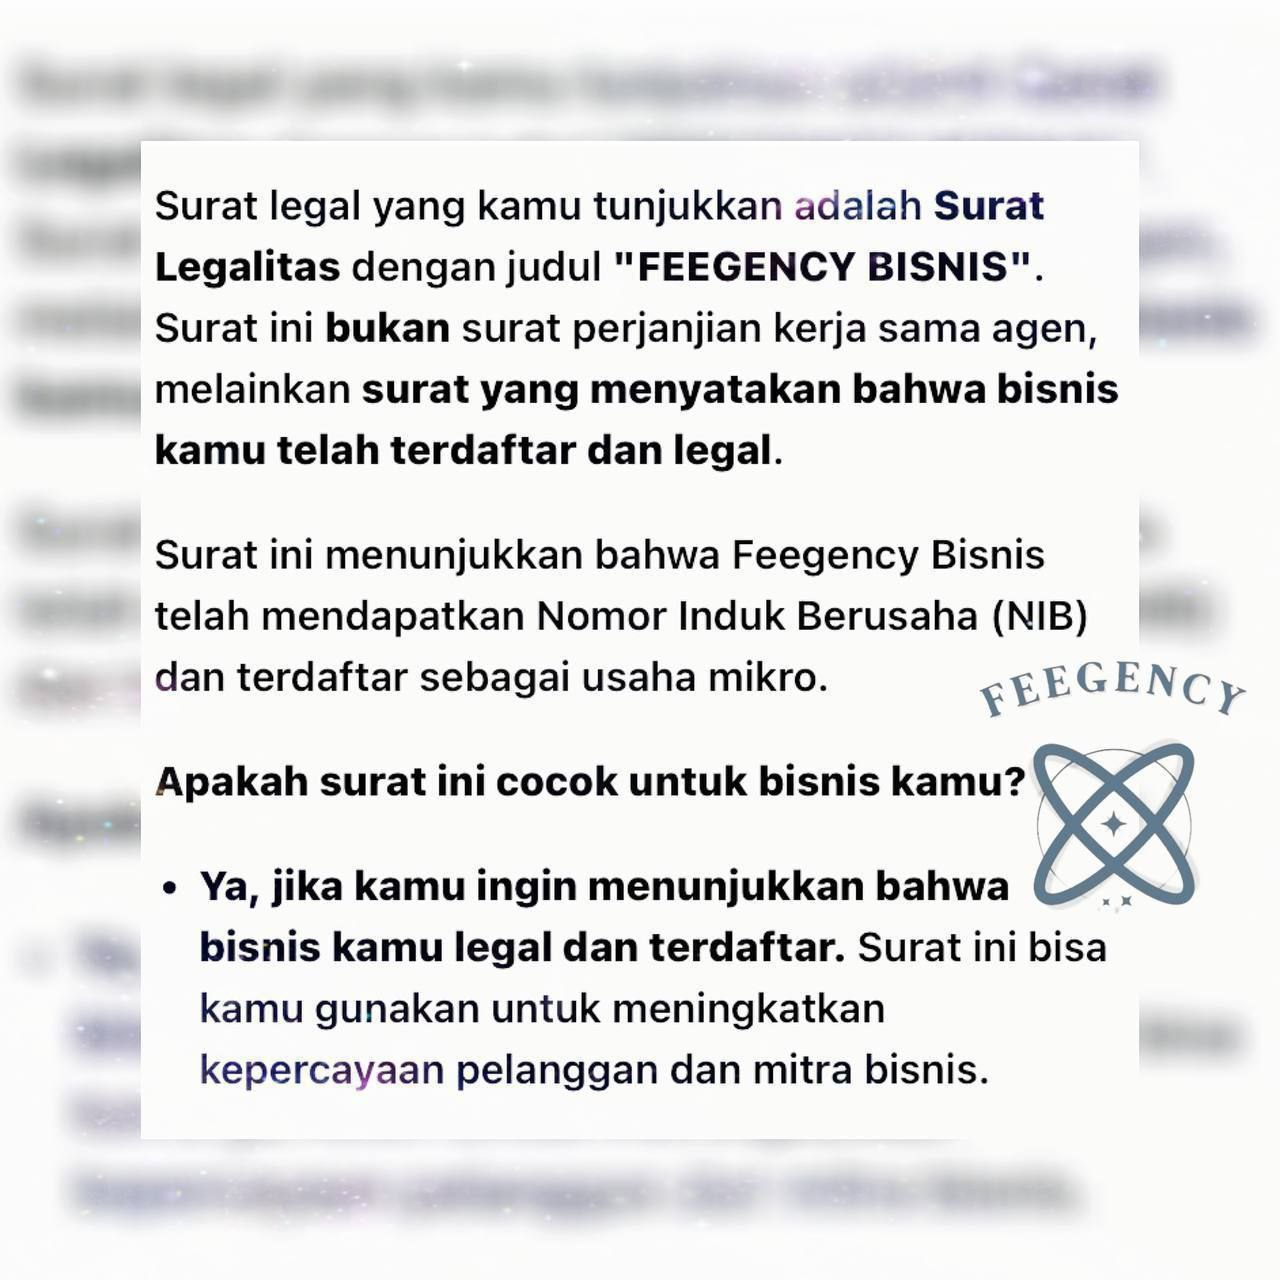 Surat legal yang kamu tunjukkan adalah Surat
Legalitas dengan judul "FEEGENCY BISNIS".
Surat ini bukan surat perjanjian kerja sama agen,
melainkan surat yang menyatakan bahwa bisnis
kamu telah terdaftar dan legal.
Surat ini menunjukkan bahwa Feegency Bisnis
telah mendapatkan Nomor Induk Berusaha (NIB)
dan terdaftar sebagai usaha mikro.
FEEGENCY
Apakah surat ini cocok untuk bisnis kamu?
• Ya, jika kamu ingin menunjukkan bahwa
bisnis kamu legal dan terdaftar. Surat ini bisa
kamu gunakan untuk meningkatkan
kepercayaan pelanggan dan mitra bisnis.